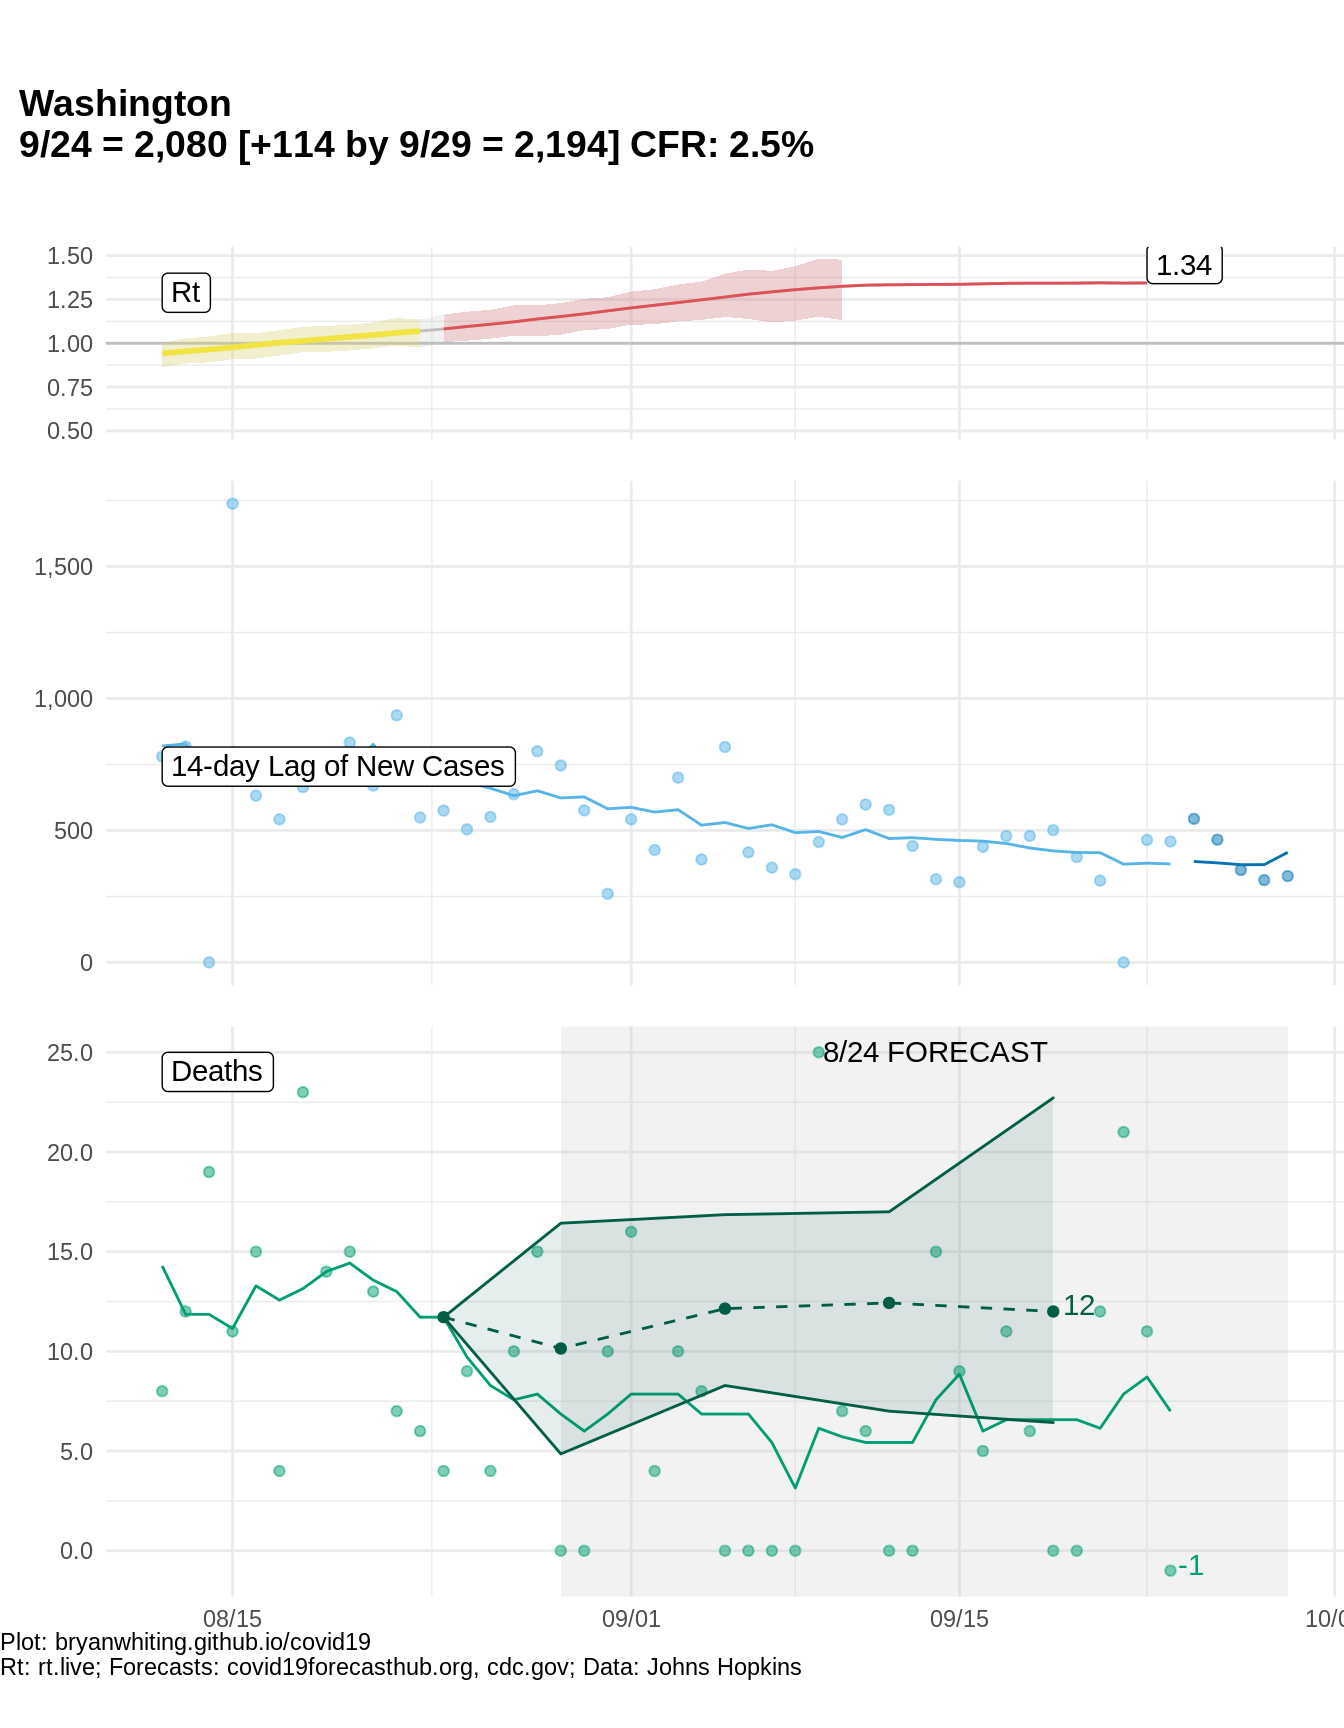 Washington
9/24 = 2,080 [+114 by 9/29 = 2,194] CFR: 2.5%
1.50
1.25
1.00
0.75
0.50
Rt
1.34
1,500
1,000
500
0
14-day Lag of New Cases
25.0
20.0
15.0
10.0
5.0
0.0
Deaths
8/24 FORECAST
12
-1
08/15
09/01
09/15
10/0
Plot: bryanwhiting.github.io/covid19
Rt: rt.live; Forecasts: covid19forecasthub.org, cdc.gov; Data: Johns Hopkins